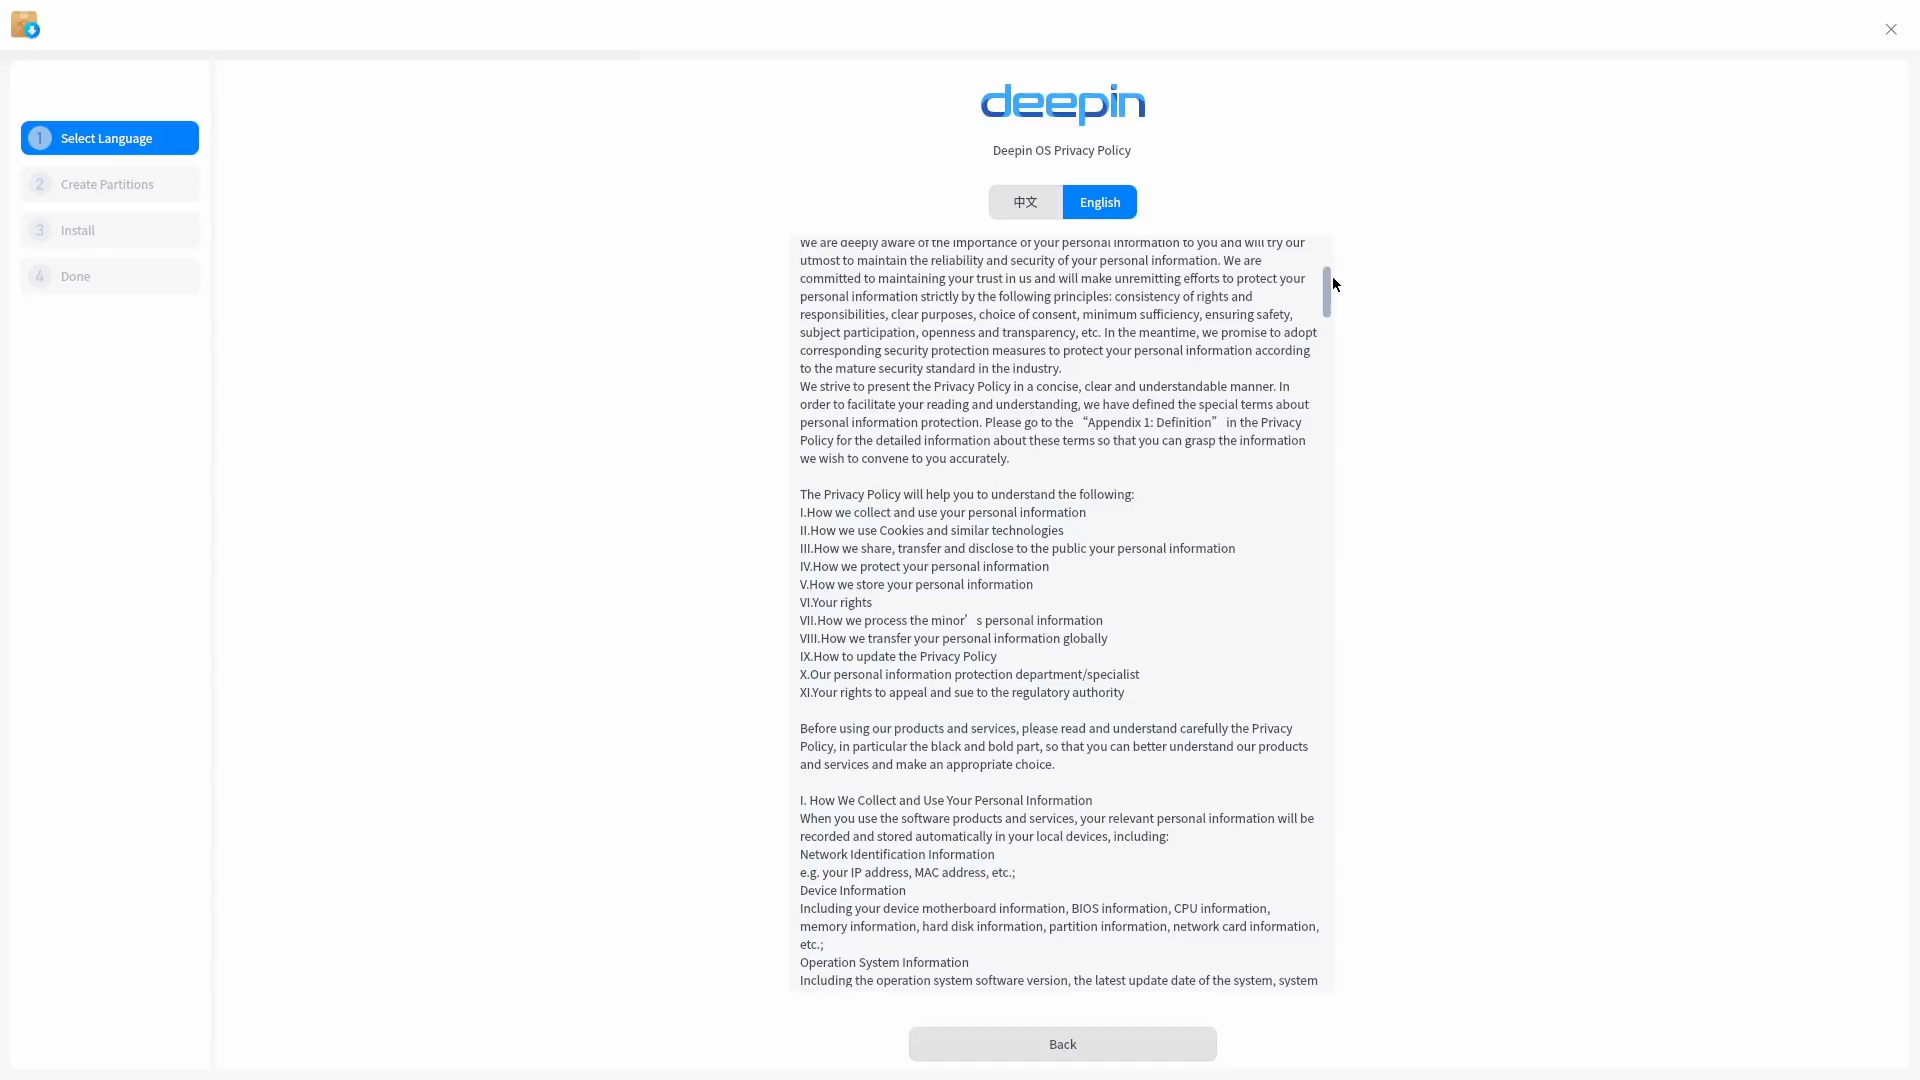 1 Select Language
2 Create Partitions
3 Install
4 Done
deepin
Deepin OS Privacy Policy
中文 English
We are deeply aware of the importance of your personal information to you and will try our
utmost to maintain the reliability and security of your personal information. We are
committed to maintaining your trust in us and will make unremitting efforts to protect your
personal information strictly by the following principles: consistency of rights and
responsibilities, clear purposes, choice of consent, minimum sufficiency, ensuring safety,
subject participation, openness and transparency, etc. In the meantime, we promise to adopt
corresponding security protection measures to protect your personal information according
to the mature security standard in the industry.
We strive to present the Privacy Policy in a concise, clear and understandable manner. In
order to facilitate your reading and understanding, we have defined the special terms about
personal information protection. Please go to the “Appendix 1: Definition” in the Privacy
Policy for the detailed information about these terms so that you can grasp the information
we wish to convene to you accurately.
The Privacy Policy will help you to understand the following:
I.How we collect and use your personal information
II.How we use Cookies and similar technologies
III.How we share, transfer and disclose to the public your personal information
IV.How we protect your personal information
V.How we store your personal information
VI.Your rights
VII.How we process the minor’s personal information
VIII.How we transfer your personal information globally
IX.How to update the Privacy Policy
X.Our personal information protection department/specialist
XI.Your rights to appeal and sue to the regulatory authority
Before using our products and services, please read and understand carefully the Privacy
Policy, in particular the black and bold part, so that you can better understand our products
and services and make an appropriate choice.
I. How We Collect and Use Your Personal Information
When you use the software products and services, your relevant personal information will be
recorded and stored automatically in your local devices, including:
Network Identification Information
e.g. your IP address, MAC address, etc.;
Device Information
Including your device motherboard information, BIOS information, CPU information,
memory information, hard disk information, partition information, network card information,
etc.;
Operation System Information
Including the operation system software version, the latest update date of the system, system
Back